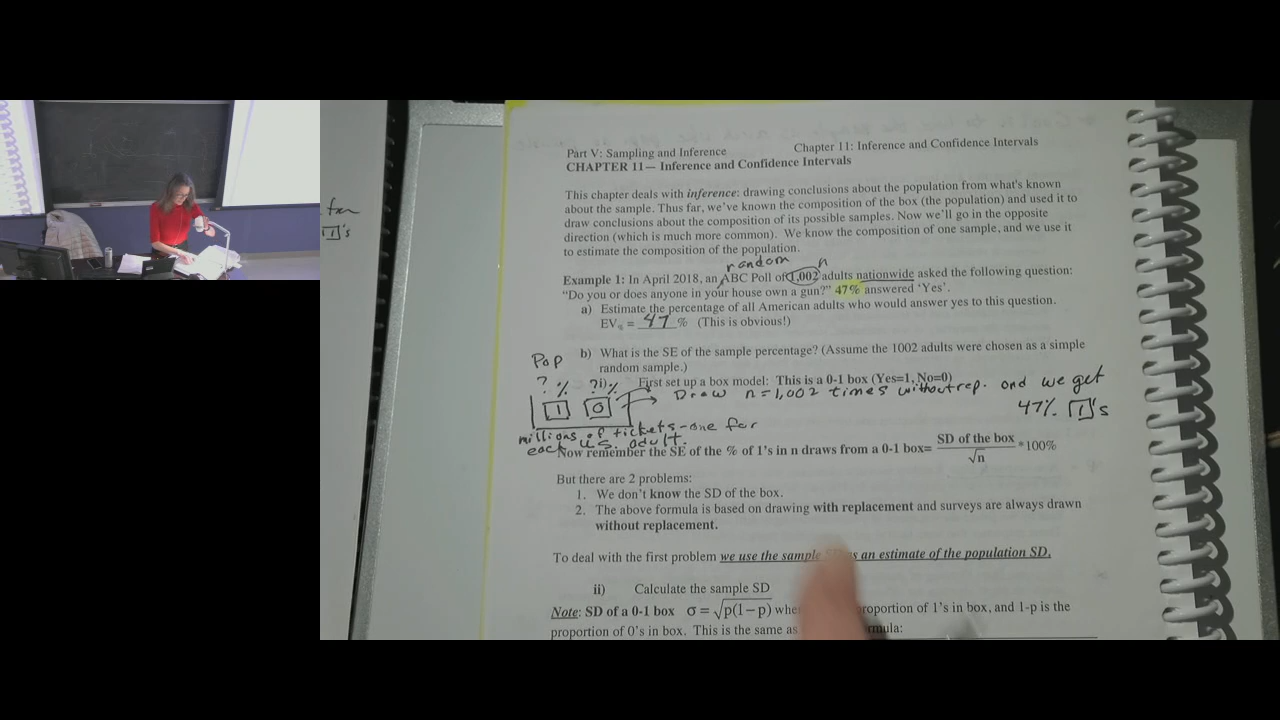 Part V: Sampling and Inference
Chapter 11: Inference and Confidence Intervals
CHAPTER 11— Inference and Confidence Intervals
This chapter deals with inference: drawing conclusions about the population from what's known
about the sample. Thus far, we've known the composition of the box (the population) and used it to
draw conclusions about the composition of its possible samples. Now we'll go in the opposite
direction (which is much more common). We know the composition of one sample, and we use it
to estimate the composition of the population.
random n
Example 1: In April 2018, an ABC Poll of 1,002 adults nationwide asked the following question:
"Do you or does anyone in your house own a gun?" 47% answered 'Yes'.
a) Estimate the percentage of all American adults who would answer yes to this question.
EV% = 47 % (This is obvious!)
b) What is the SE of the sample percentage? (Assume the 1002 adults were chosen as a simple
random sample.)
Pop
? % ? %
i) First set up a box model: This is a 0-1 box (Yes=1, No=0)
1 0
Draw n=1,002 times without rep. and we get
47% 1's
millions of tickets-one for
each U.S. adult.
Now remember the SE of the % of 1's in n draws from a 0-1 box= SD of the box / √n *100%
But there are 2 problems:
1. We don't know the SD of the box.
2. The above formula is based on drawing with replacement and surveys are always drawn
without replacement.
To deal with the first problem we use the sample SD as an estimate of the population SD.
ii) Calculate the sample SD
Note: SD of a 0-1 box σ = √p(1−p) proportion of 1's in box, and 1-p is the
proportion of 0's in box. This is the same as
1's